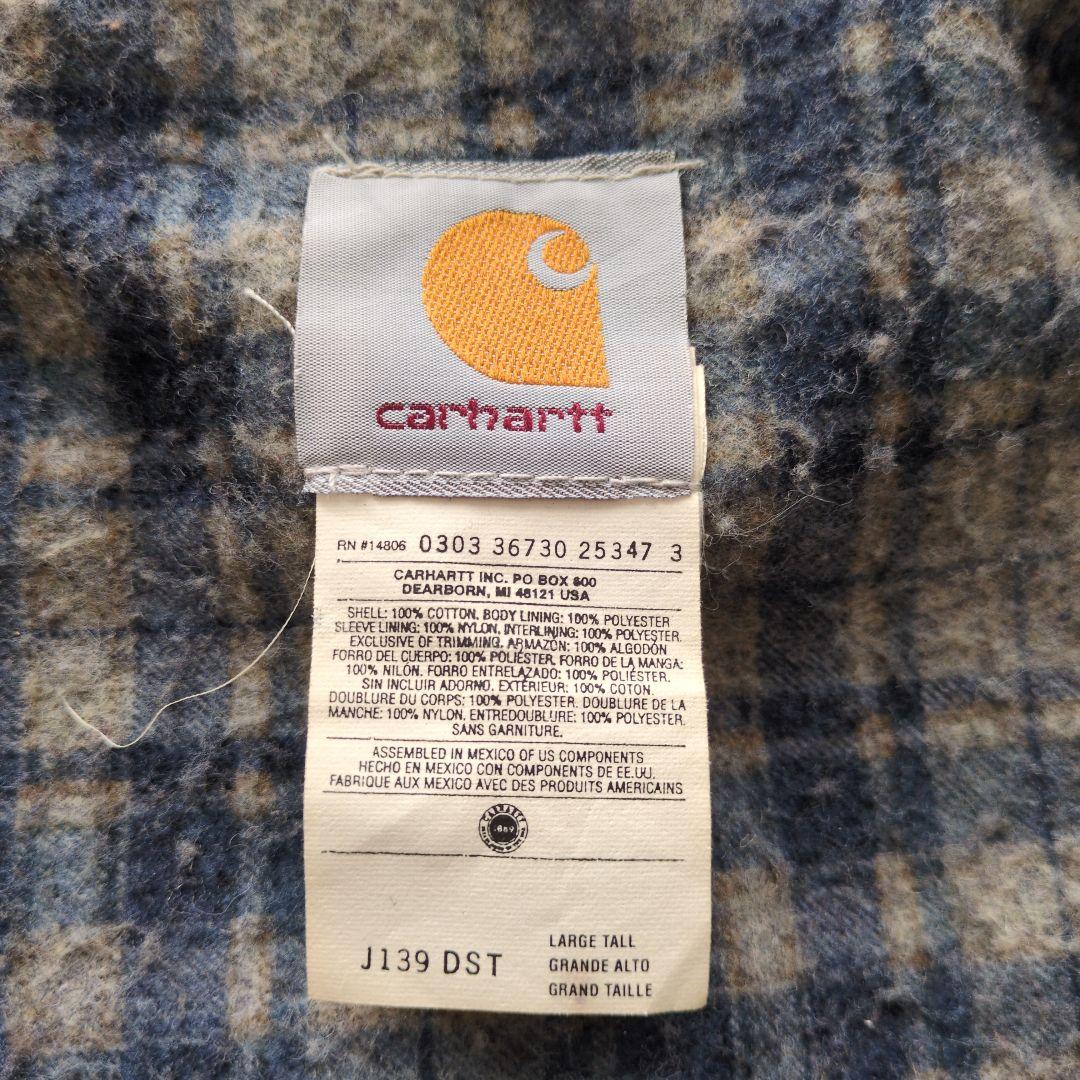 carhartt
RN #14806 0303 36730 25347 3
CARHARTT INC. PO BOX 600
DEARBORN, MI 48121 USA
SHELL: 100% COTTON. BODY LINING: 100% POLYESTER
SLEEVE LINING: 100% NYLON. INTERLINING: 100% POLYESTER.
EXCLUSIVE OF TRIMMING. ARMAZON: 100% ALGODÓN
FORRO DEL CUERPO: 100% POLIÉSTER. FORRO DE LA MANGA:
100% NILÓN. FORRO ENTRELAZADO: 100% POLIÉSTER.
SIN INCLUIR ADORNO. EXTÉRIEUR: 100% COTON.
DOUBLURE DU CORPS: 100% POLYESTER. DOUBLURE DE LA
MANCHE: 100% NYLON. ENTREDOUBLURE: 100% POLYESTER.
SANS GARNITURE.
ASSEMBLED IN MEXICO OF US COMPONENTS
HECHO EN MEXICO CON COMPONENTS DE EE.UU.
FABRIQUE AUX MEXICO AVEC DES PRODUITS AMERICAINS
CARHARTT
J139 DST
LARGE TALL
GRANDE ALTO
GRAND TAILLE